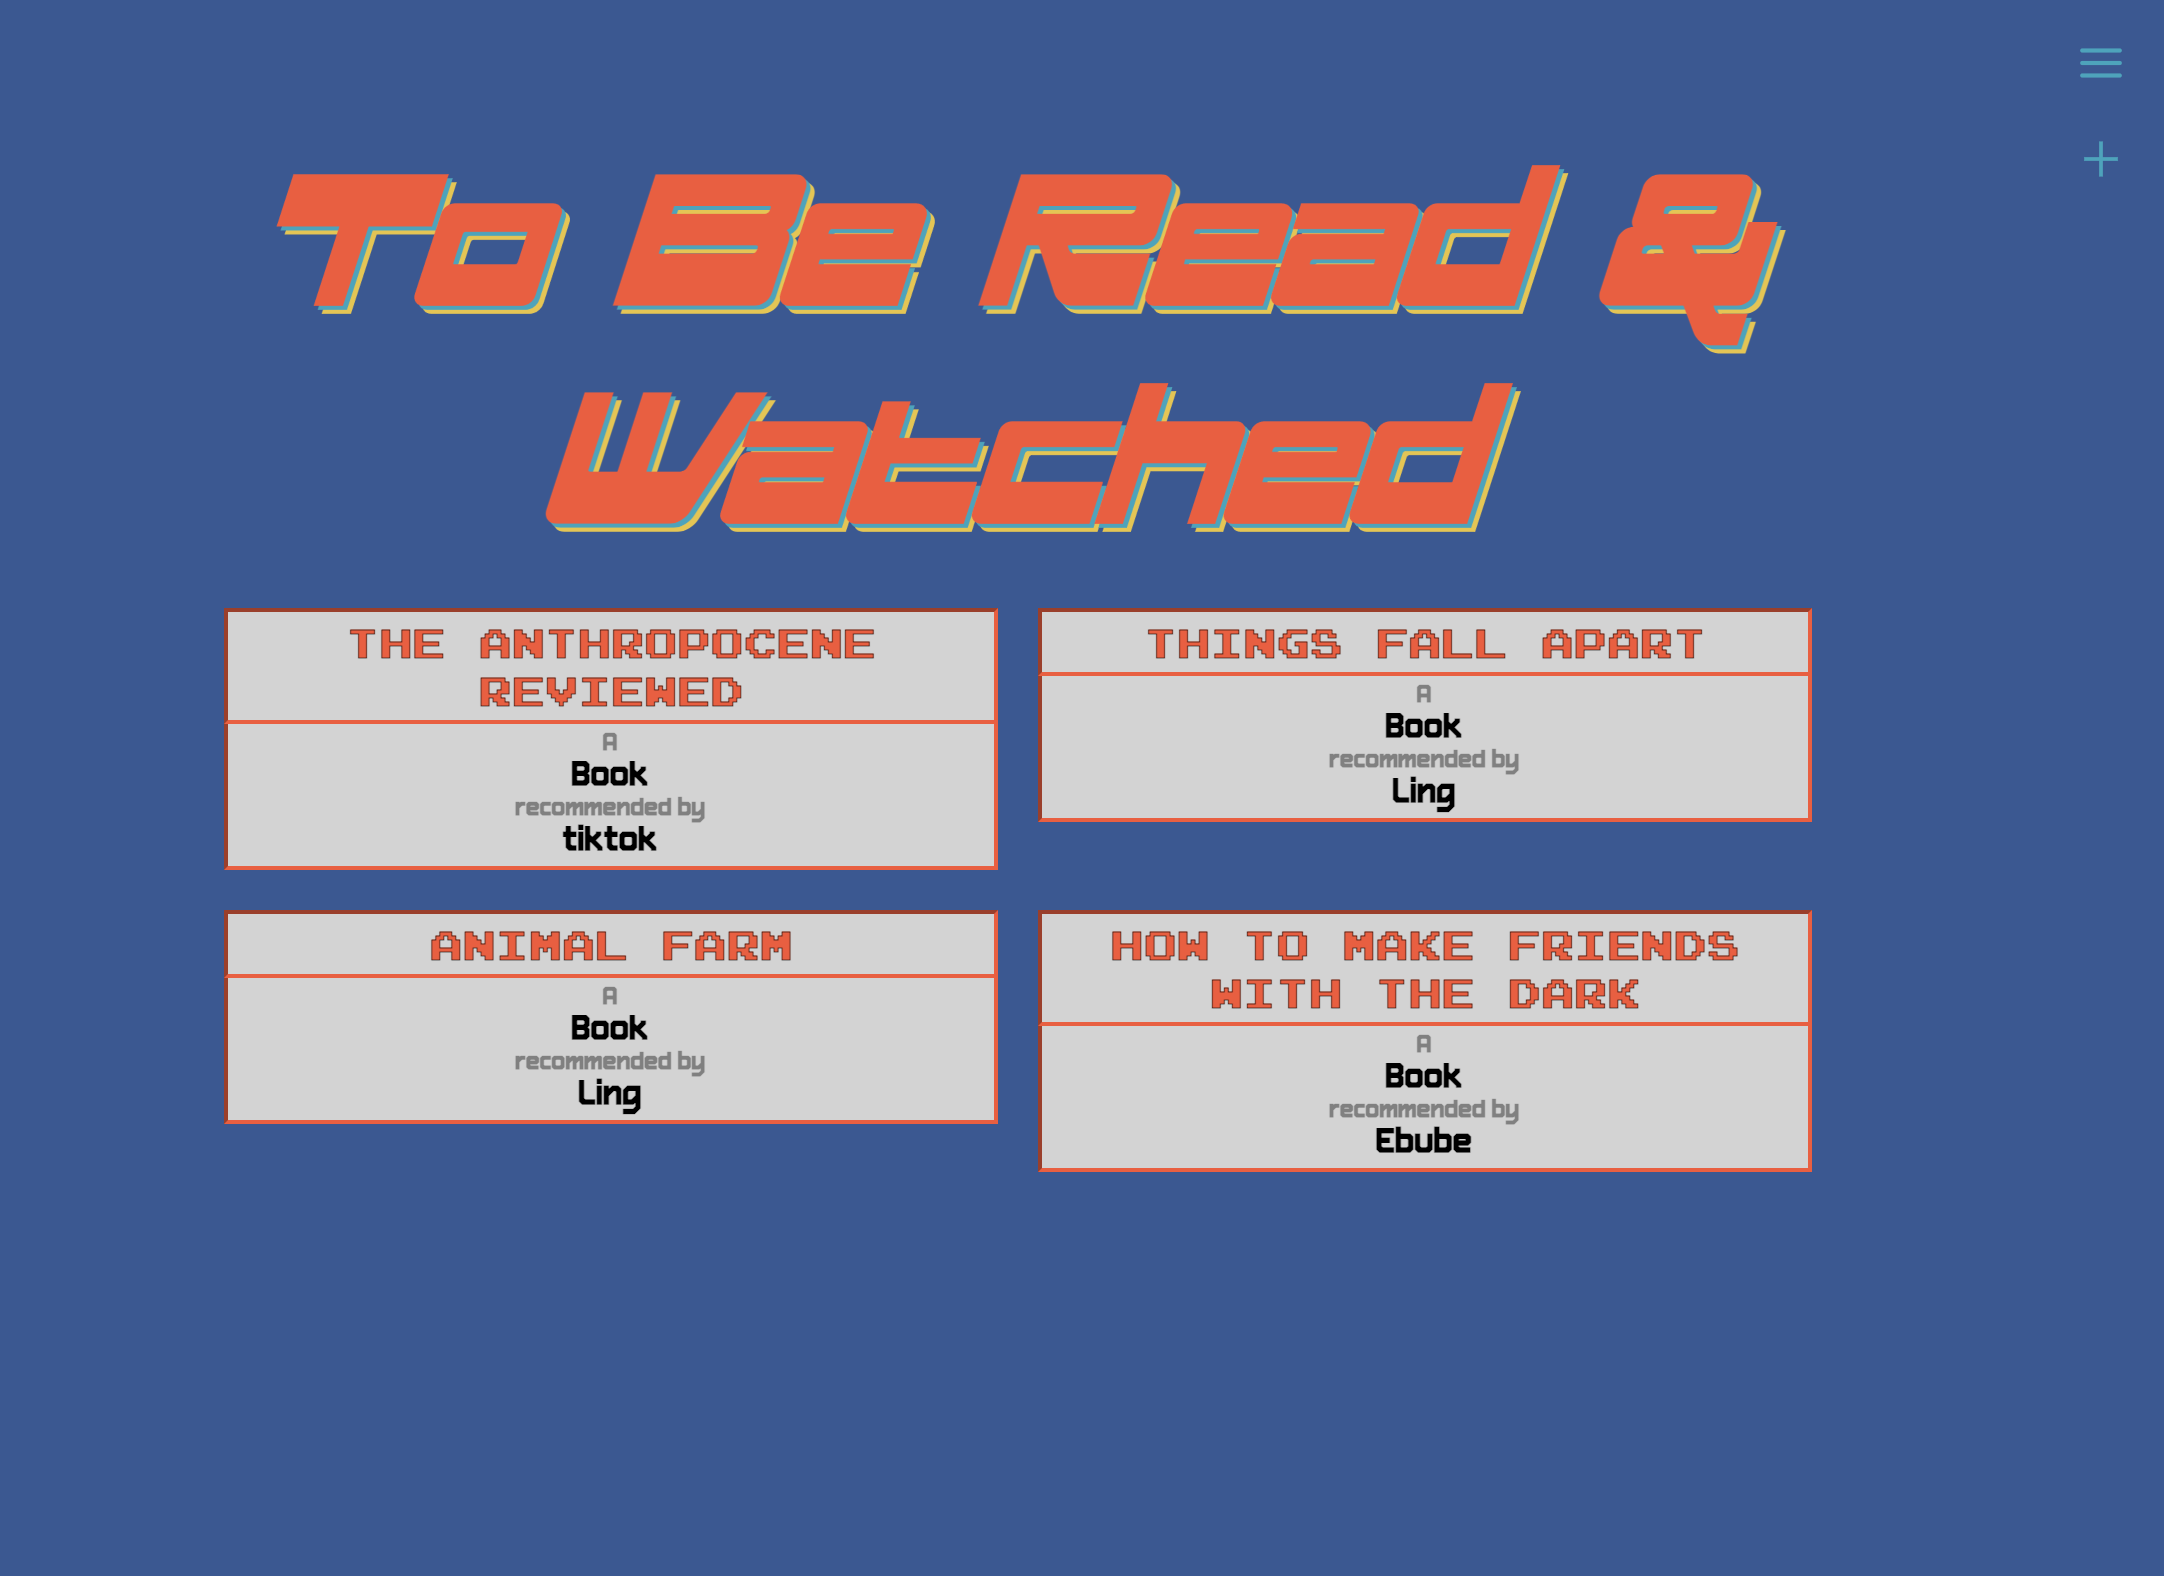 To Be Read &
Watched
THE ANTHROPOCENE
REVIEWED
A
Book
recommended by
tiktok
THINGS FALL APART
A
Book
recommended by
Ling
ANIMAL FARM
A
Book
recommended by
Ling
HOW TO MAKE FRIENDS
WITH THE DARK
A
Book
recommended by
Ebube